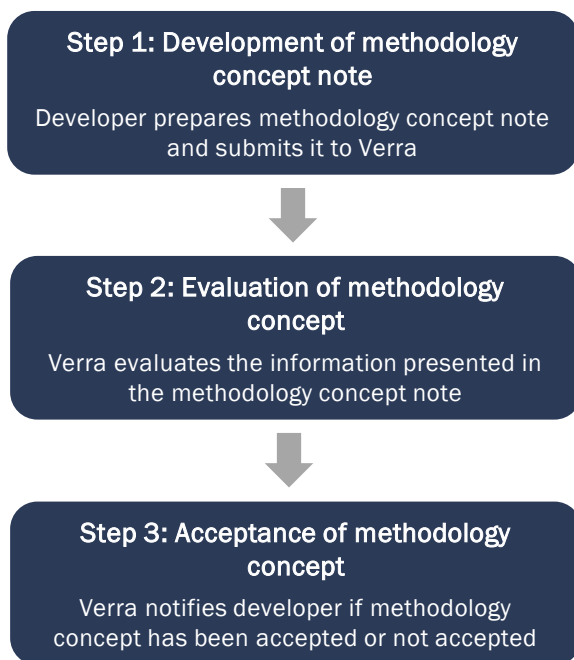 Step 1: Development of methodology
concept note
Developer prepares methodology concept note
and submits it to Verra
Step 2: Evaluation of methodology
concept
Verra evaluates the information presented in
the methodology concept note
Step 3: Acceptance of methodology
concept
Verra notifies developer if methodology
concept has been accepted or not accepted